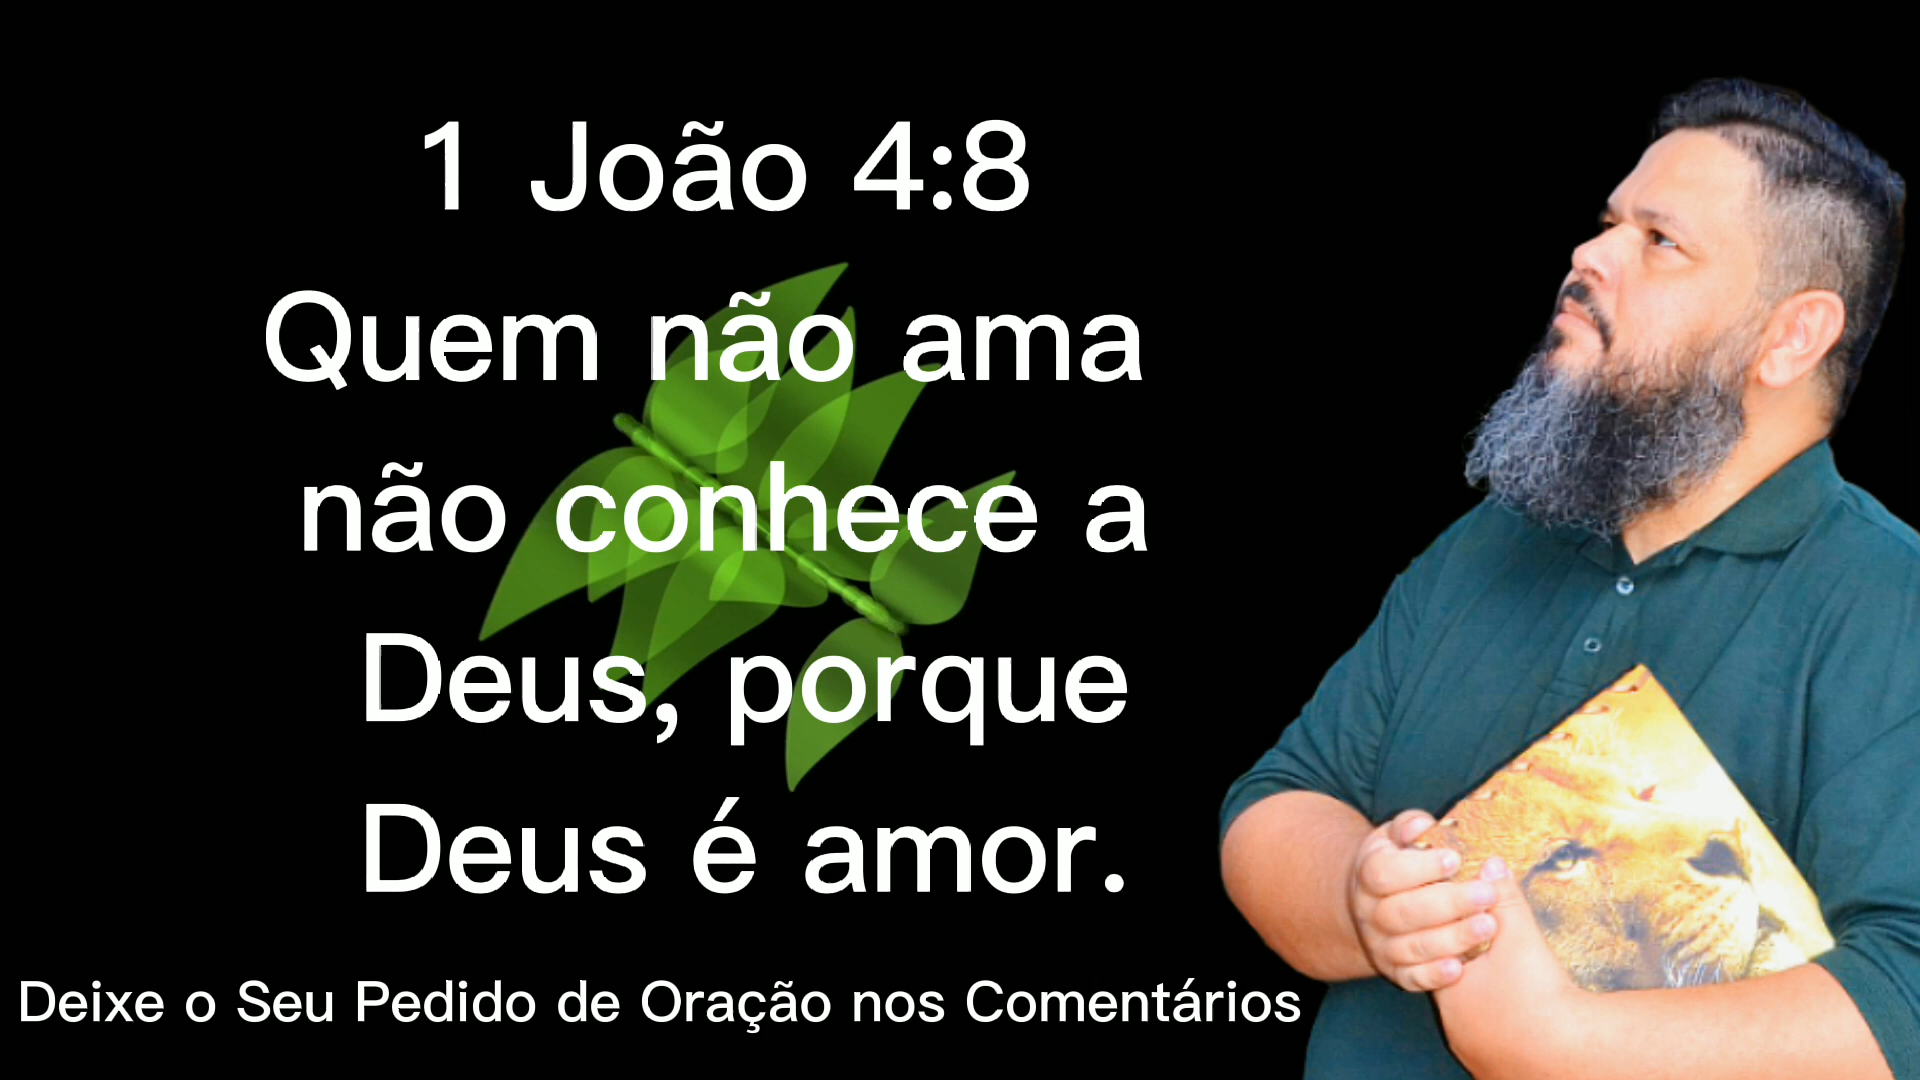 1 João 4:8
Quem não ama
não conhece a
Deus, porque
Deus é amor.
Deixe o Seu Pedido de Oração nos Comentários